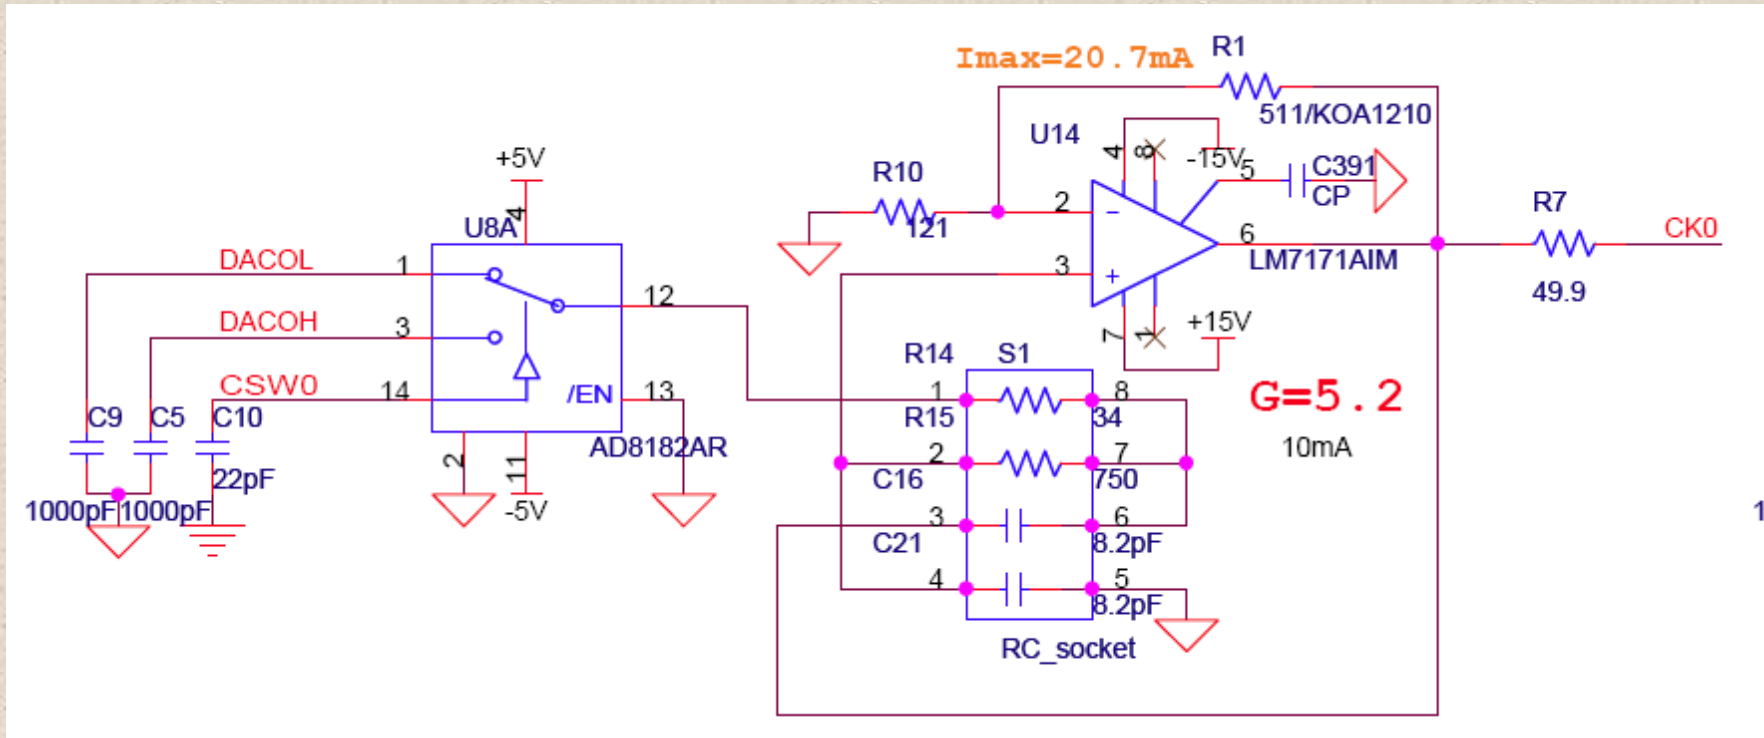 Imax=20.7mA
R1
511/KOA1210
U14
4
8
-15V
5
C391
CP
R10
121
2
3
6
LM7171AIM
R7
49.9
CK0
7
1
+15V
+5V
4
U8A
DACOL
1
12
DACOH
3
CSW0
14
/EN
13
AD8182AR
2
11
-5V
C9
C5
C10
22pF
1000pF
1000pF
R14
S1
1
8
R15
34
2
7
C16
750
3
6
C21
8.2pF
4
5
8.2pF
RC_socket
G=5.2
10mA
1